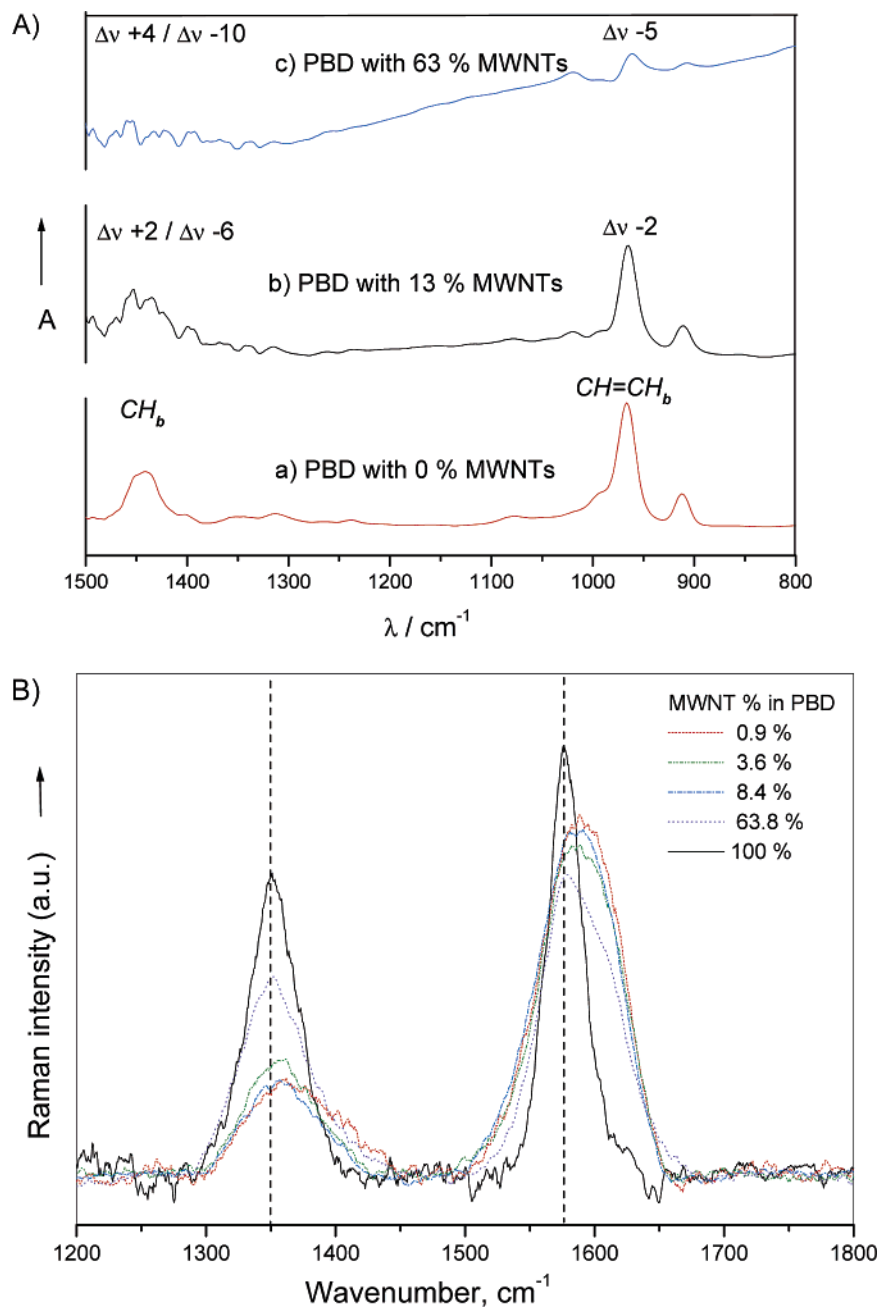 A)
Δν +4 / Δν -10
Δν -5
c) PBD with 63 % MWNTs
Δν +2 / Δν -6
Δν -2
b) PBD with 13 % MWNTs
A
CH=CHb
CHb
a) PBD with 0 % MWNTs
1500 1400 1300 1200 1100 1000 900 800
λ / cm-1
B)
MWNT % in PBD
0.9 %
3.6 %
8.4 %
63.8 %
100 %
Raman intensity (a.u.)
1200 1300 1400 1500 1600 1700 1800
Wavenumber, cm-1